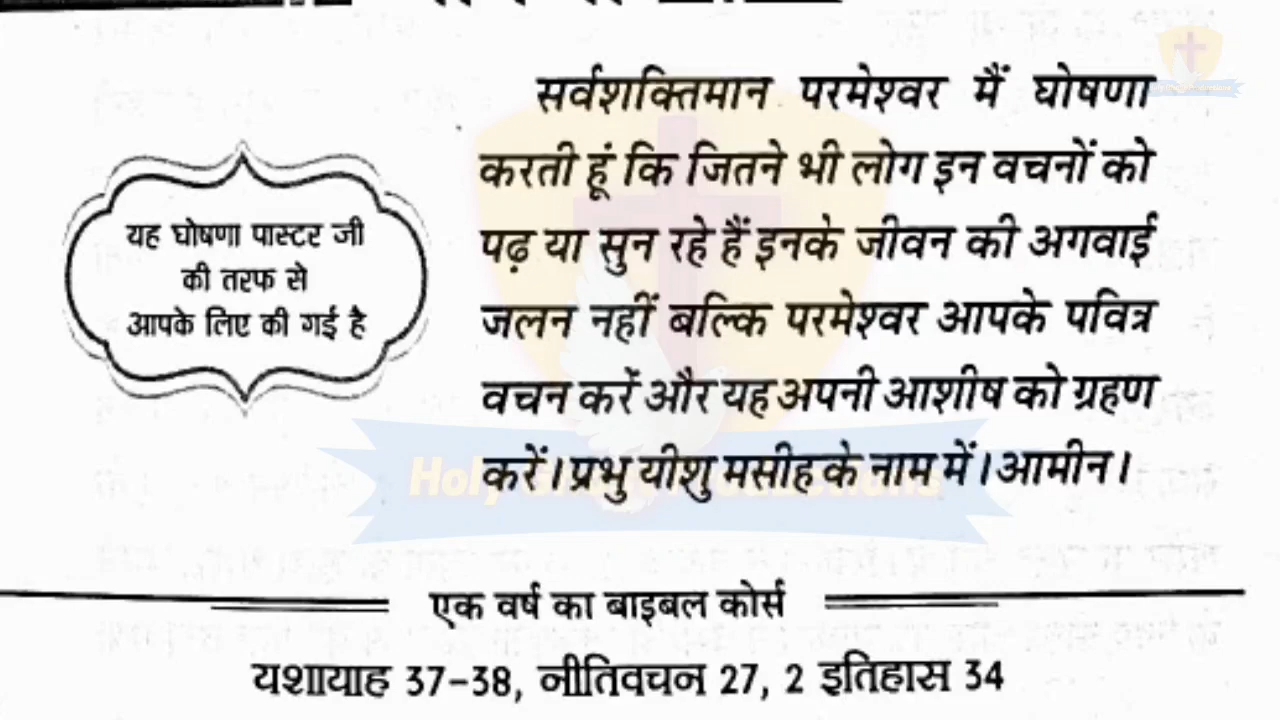 यह घोषणा पास्टर जी
की तरफ से
आपके लिए की गई है
सर्वशक्तिमान परमेश्वर मैं घोषणा
करती हूं कि जितने भी लोग इन वचनों को
पढ़ या सुन रहे हैं इनके जीवन की अगवाई
जलन नहीं बल्कि परमेश्वर आपके पवित्र
वचन करें और यह अपनी आशीष को ग्रहण
करें। प्रभु यीशु मसीह के नाम में। आमीन।
एक वर्ष का बाइबल कोर्स
यशायाह 37-38, नीतिवचन 27, 2 इतिहास 34